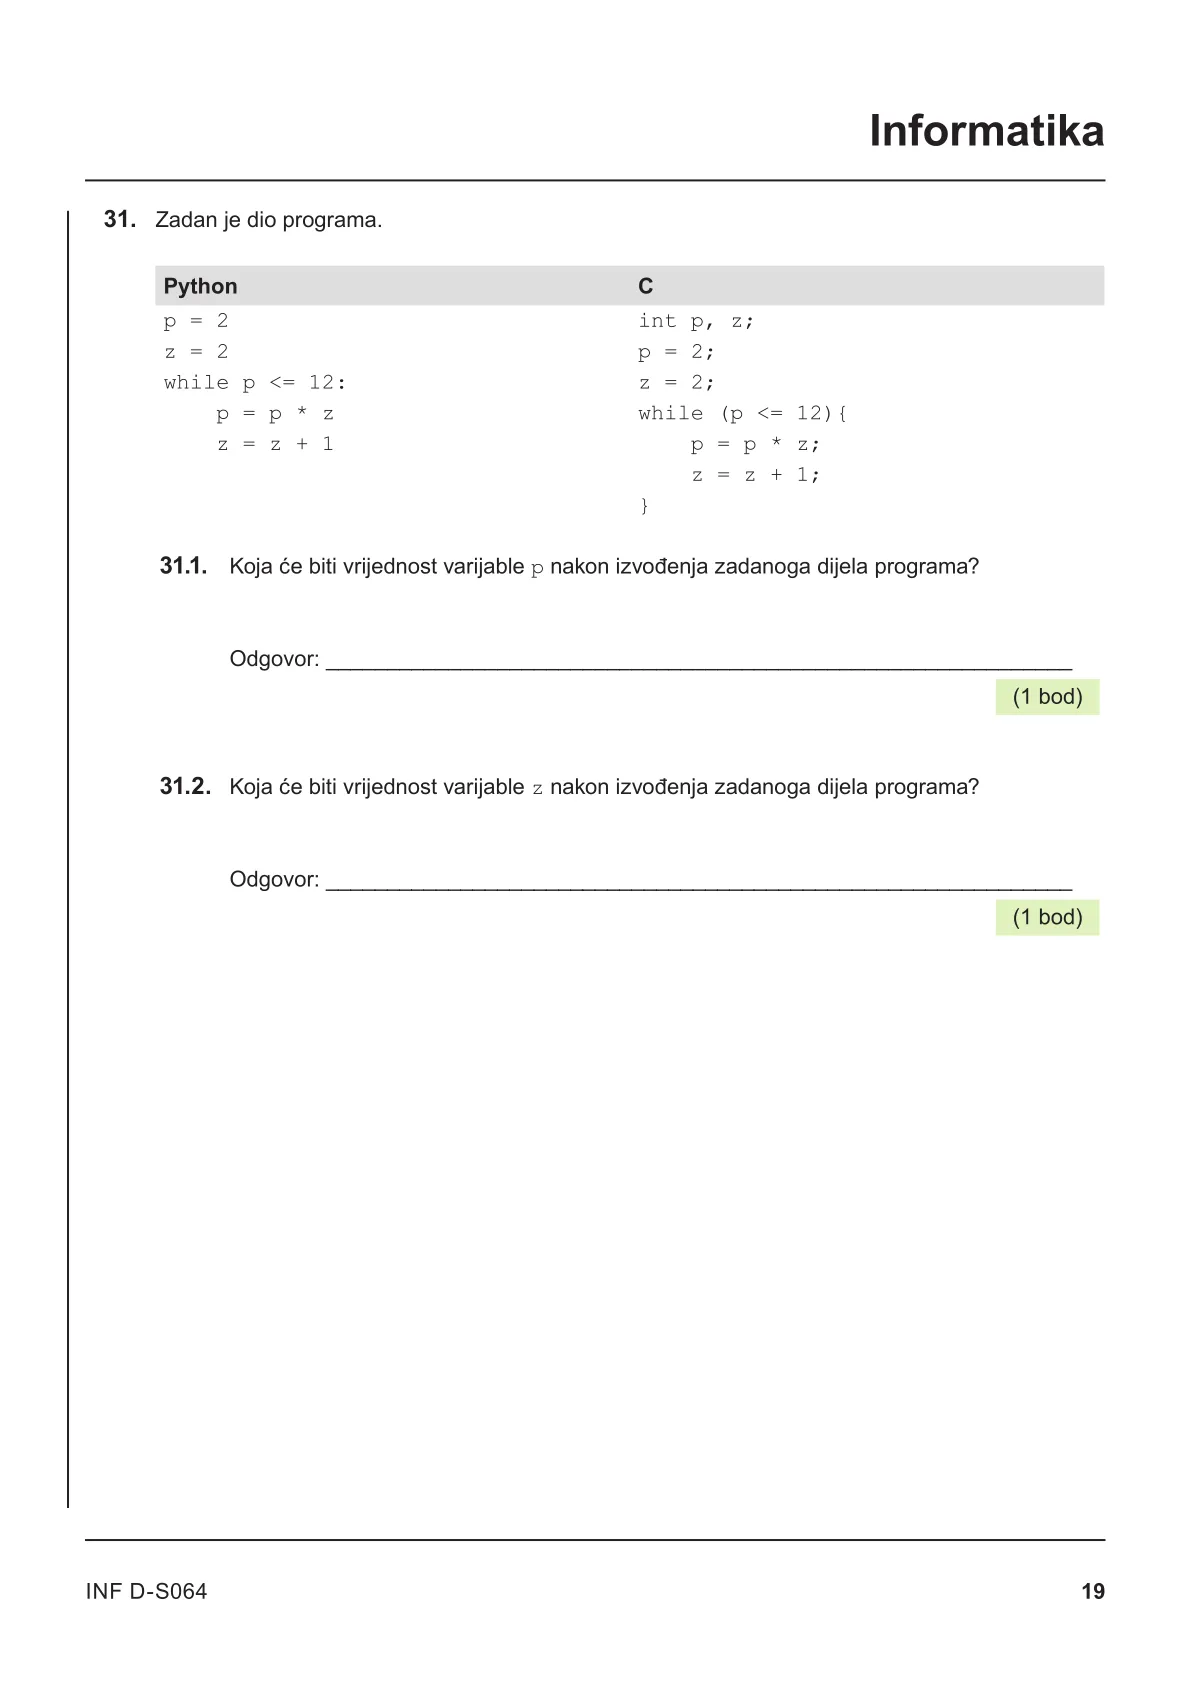 Informatika
31. Zadan je dio programa.
Python C
p = 2 int p, z;
z = 2 p = 2;
while p <= 12: z = 2;
    p = p * z while (p <= 12){
    z = z + 1     p = p * z;
    z = z + 1;
}
31.1. Koja će biti vrijednost varijable p nakon izvođenja zadanoga dijela programa?
Odgovor: _____________________________________________________________
(1 bod)
31.2. Koja će biti vrijednost varijable z nakon izvođenja zadanoga dijela programa?
Odgovor: _____________________________________________________________
(1 bod)
INF D-S064 19